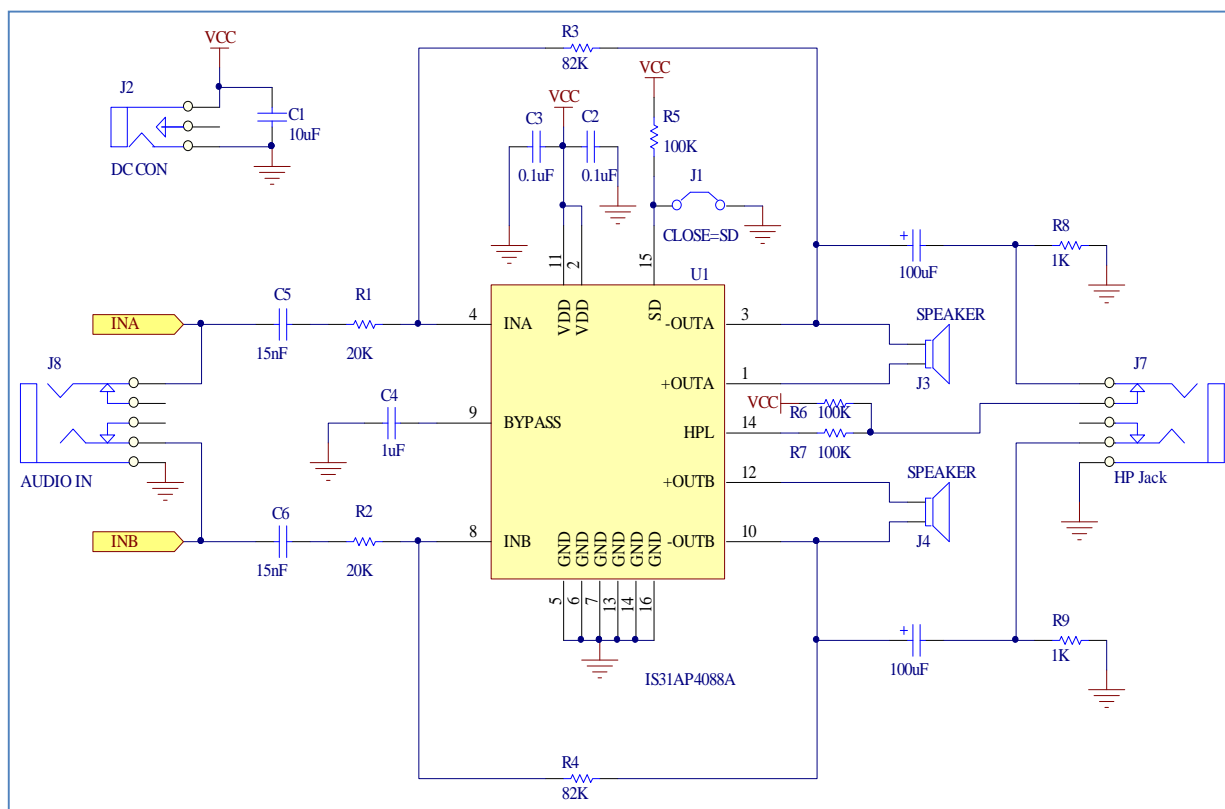 R3
82K
VCC
J2
DC CON
C1
10uF
VCC
C3
C2
0.1uF
0.1uF
VCC
R5
100K
J1
CLOSE=SD
R8
1K
+
100uF
11
2
15
U1
INA
C5
15nF
R1
20K
4
INA
VDD
VDD
SD
-OUTA
3
SPEAKER
J3
J8
AUDIO IN
+OUTA
1
J7
HP Jack
VCC
R6
100K
C4
1uF
9
BYPASS
HPL
14
R7
100K
+OUTB
12
SPEAKER
J4
INB
C6
15nF
R2
20K
8
INB
-OUTB
10
GND
GND
GND
GND
GND
GND
5
6
7
13
14
16
IS31AP4088A
+
100uF
R9
1K
R4
82K